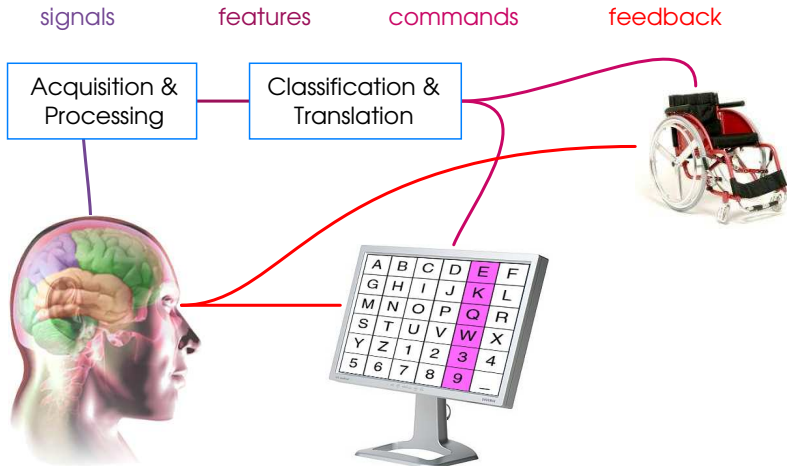 signals features commands feedback
Acquisition &
Processing
Classification &
Translation
A B C D E F
G H I J K L
M N O P Q R
S T U V W X
Y Z 1 2 3 4
5 6 7 8 9 _